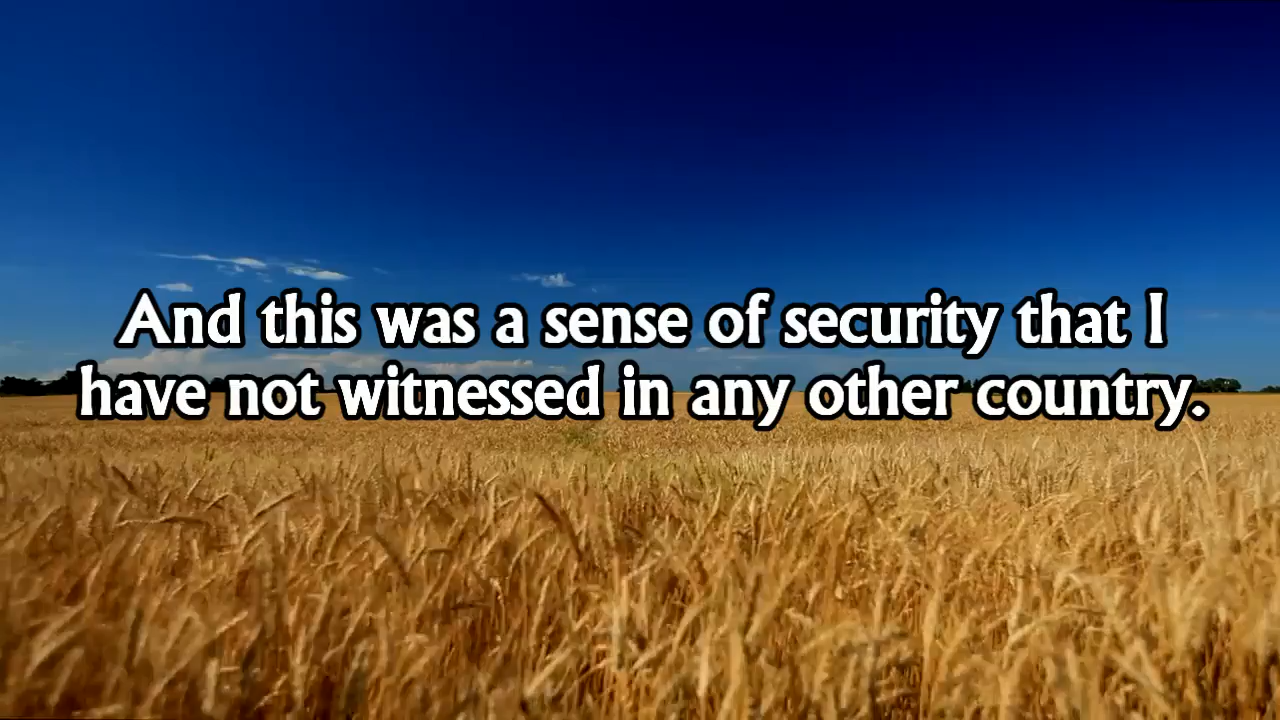 And this was a sense of security that I
have not witnessed in any other country.